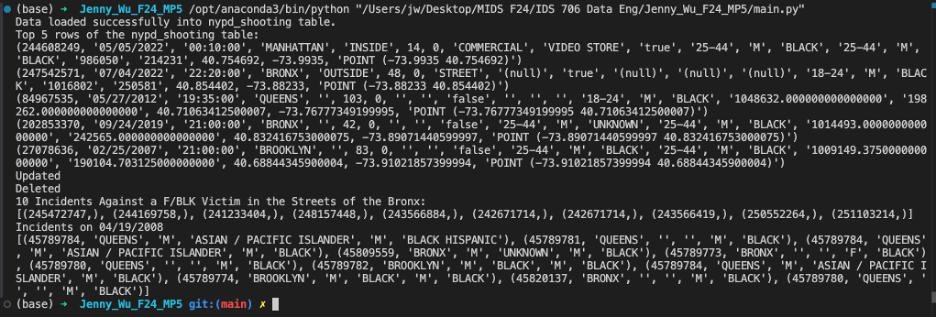 (base) → Jenny_Wu_F24_MP5 /opt/anaconda3/bin/python "/Users/jw/Desktop/MIDS F24/IDS 706 Data Eng/Jenny_Wu_F24_MP5/main.py"
Data loaded successfully into nypd_shooting table.
Top 5 rows of the nypd_shooting table:
(244608249, '05/05/2022', '00:10:00', 'MANHATTAN', 'INSIDE', 14, 0, 'COMMERCIAL', 'VIDEO STORE', 'true', '25-44', 'M', 'BLACK', '25-44', 'M',
'BLACK', '986050', '214231', 40.754692, -73.9935, 'POINT (-73.9935 40.754692)')
(247542571, '07/04/2022', '22:20:00', 'BRONX', 'OUTSIDE', 48, 0, 'STREET', '(null)', 'true', '(null)', '(null)', '(null)', '18-24', 'M', 'BLAC
K', '1016802', '250581', 40.854402, -73.88233, 'POINT (-73.88233 40.854402)')
(84967535, '05/27/2012', '19:35:00', 'QUEENS', '', 103, 0, '', '', 'false', '', '', '', '18-24', 'M', 'BLACK', '1048632.0000000000000000', '198
262.0000000000000000', 40.71063412500007, -73.76777349199995, 'POINT (-73.76777349199995 40.71063412500007)')
(202853370, '09/24/2019', '21:00:00', 'BRONX', '', 42, 0, '', '', 'false', '25-44', 'M', 'UNKNOWN', '25-44', 'M', 'BLACK', '1014493.00000000000
00000', '242565.0000000000000000', 40.832416753000075, -73.89071440599997, 'POINT (-73.89071440599997 40.832416753000075)')
(27078636, '02/25/2007', '21:00:00', 'BROOKLYN', '', 83, 0, '', '', 'false', '25-44', 'M', 'BLACK', '25-44', 'M', 'BLACK', '1009149.37500000000
00000', '190104.703125000000000', 40.68844345900004, -73.91021857399994, 'POINT (-73.91021857399994 40.68844345900004)')
Updated
Deleted
10 Incidents Against a F/BLK Victim in the Streets of the Bronx:
[(245472747,), (244169758,), (241233404,), (248157448,), (243566884,), (242671714,), (242671714,), (243566419,), (250552264,), (251103214,)]
Incidents on 04/19/2008
[(45789784, 'QUEENS', 'M', 'ASIAN / PACIFIC ISLANDER', 'M', 'BLACK HISPANIC'), (45789781, 'QUEENS', '', '', 'M', 'BLACK'), (45789784, 'QUEENS'
, 'M', 'ASIAN / PACIFIC ISLANDER', 'M', 'BLACK'), (45809559, 'BRONX', 'M', 'UNKNOWN', 'M', 'BLACK'), (45789773, 'BRONX', '', '', 'F', 'BLACK')
, (45789780, 'QUEENS', '', '', 'M', 'BLACK'), (45789782, 'BROOKLYN', 'M', 'BLACK', 'M', 'BLACK'), (45789784, 'QUEENS', 'M', 'ASIAN / PACIFIC I
SLANDER', 'M', 'BLACK'), (45789774, 'BROOKLYN', 'M', 'BLACK', 'M', 'BLACK'), (45820137, 'BRONX', '', '', 'M', 'BLACK'), (45789780, 'QUEENS', '
', '', 'M', 'BLACK')]
(base) → Jenny_Wu_F24_MP5 git:(main) ✗